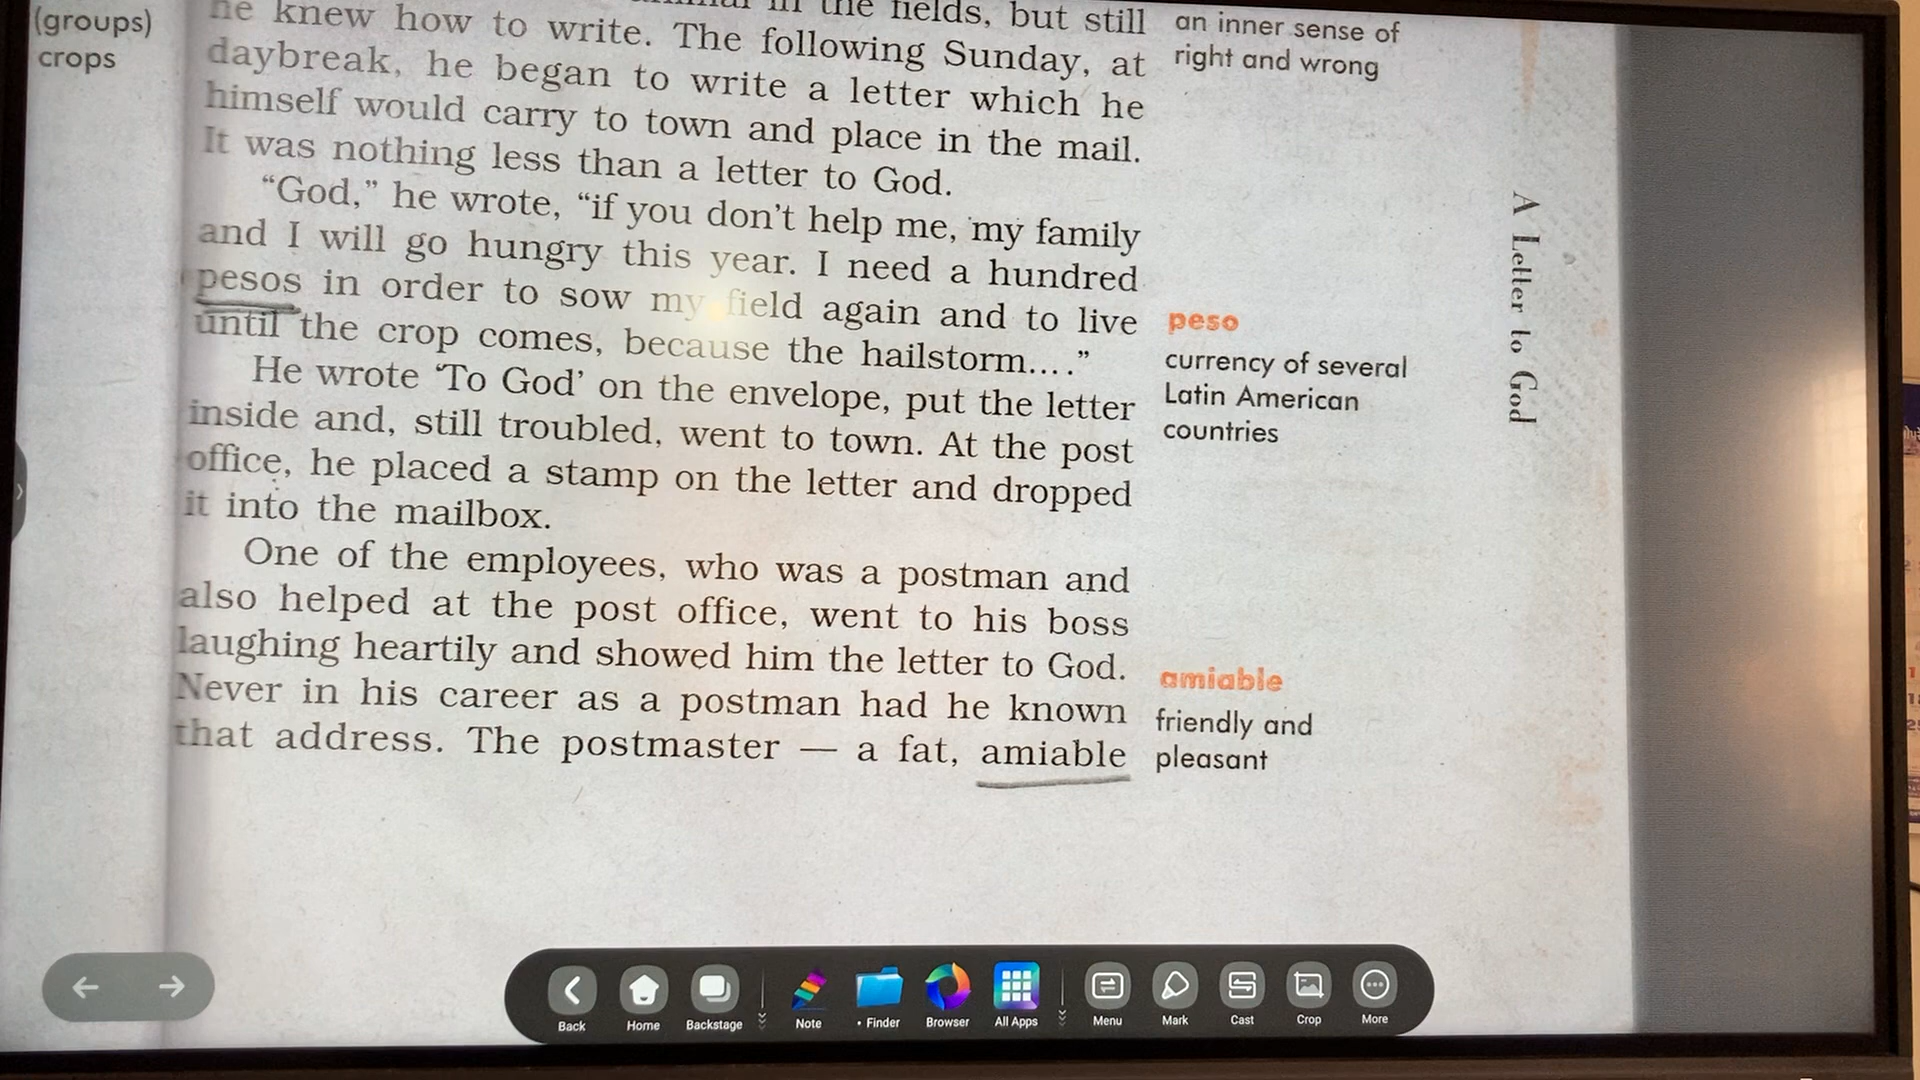 (groups)
crops
he knew how to write. The following Sunday, at
daybreak, he began to write a letter which he
himself would carry to town and place in the mail.
It was nothing less than a letter to God.
“God,” he wrote, “if you don’t help me, my family
and I will go hungry this year. I need a hundred
pesos in order to sow my field again and to live
until the crop comes, because the hailstorm....”
He wrote ‘To God’ on the envelope, put the letter
inside and, still troubled, went to town. At the post
office, he placed a stamp on the letter and dropped
it into the mailbox.
One of the employees, who was a postman and
also helped at the post office, went to his boss
laughing heartily and showed him the letter to God.
Never in his career as a postman had he known
that address. The postmaster — a fat, amiable
in the fields, but still
an inner sense of
right and wrong
peso
currency of several
Latin American
countries
amiable
friendly and
pleasant
A Letter to God
Back
Home
Backstage
Note
• Finder
Browser
All Apps
Menu
Mark
Cast
Crop
More